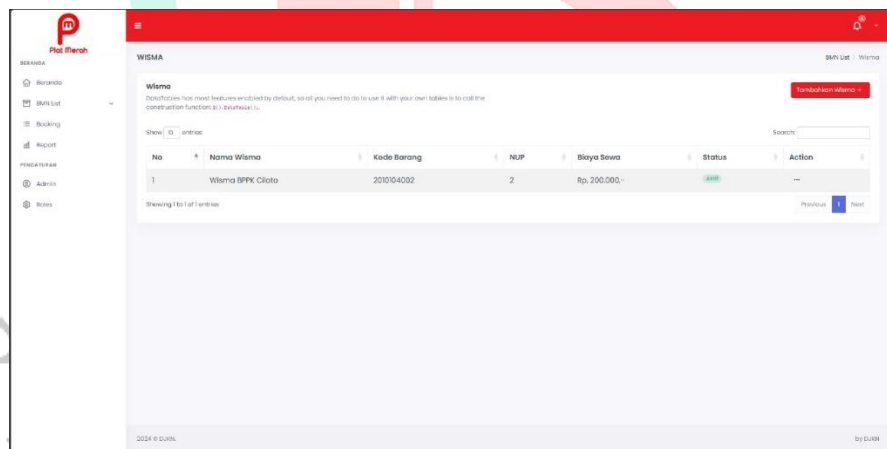 Plat Merah
BERANDA
Beranda
BMN List
Booking
Report
PENGATURAN
Admin
Roles
WISMA
BMN List / Wisma
Wisma
DataTables has most features enabled by default, so all you need to do to use it with your own tables is to call the
construction function: $().DataTable();.
Tambahkan Wisma +
Show 10 entries
Search:
No Nama Wisma Kode Barang NUP Biaya Sewa Status Action
1 Wisma BPPK Ciloto 2010104002 2 Rp. 200.000,- Aktif ...
Showing 1 to 1 of 1 entries
Previous 1 Next
2024 © DJKN.
by DJKN